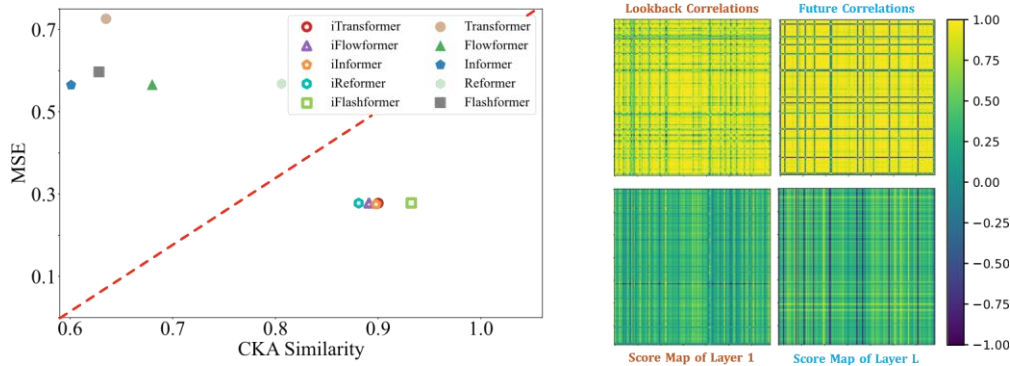 0.7
0.5
0.3
0.1
MSE
0.6 0.7 0.8 0.9 1.0
CKA Similarity
iTransformer Transformer
iFlowformer Flowformer
iInformer Informer
iReformer Reformer
iFlashformer Flashformer
Lookback Correlations Future Correlations
Score Map of Layer 1 Score Map of Layer L
1.00
0.75
0.50
0.25
0.00
−0.25
−0.50
−0.75
−1.00